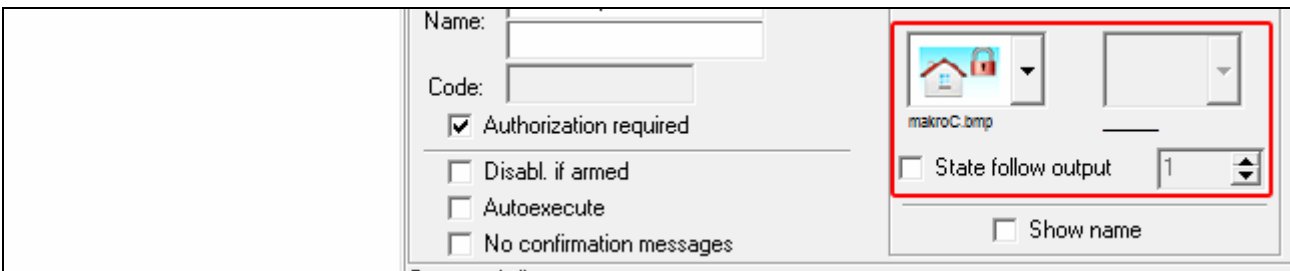 Name:
Code:
Authorization required
Disabl. if armed
Autoexecute
No confirmation messages
makroC.bmp
State follow output 1
Show name